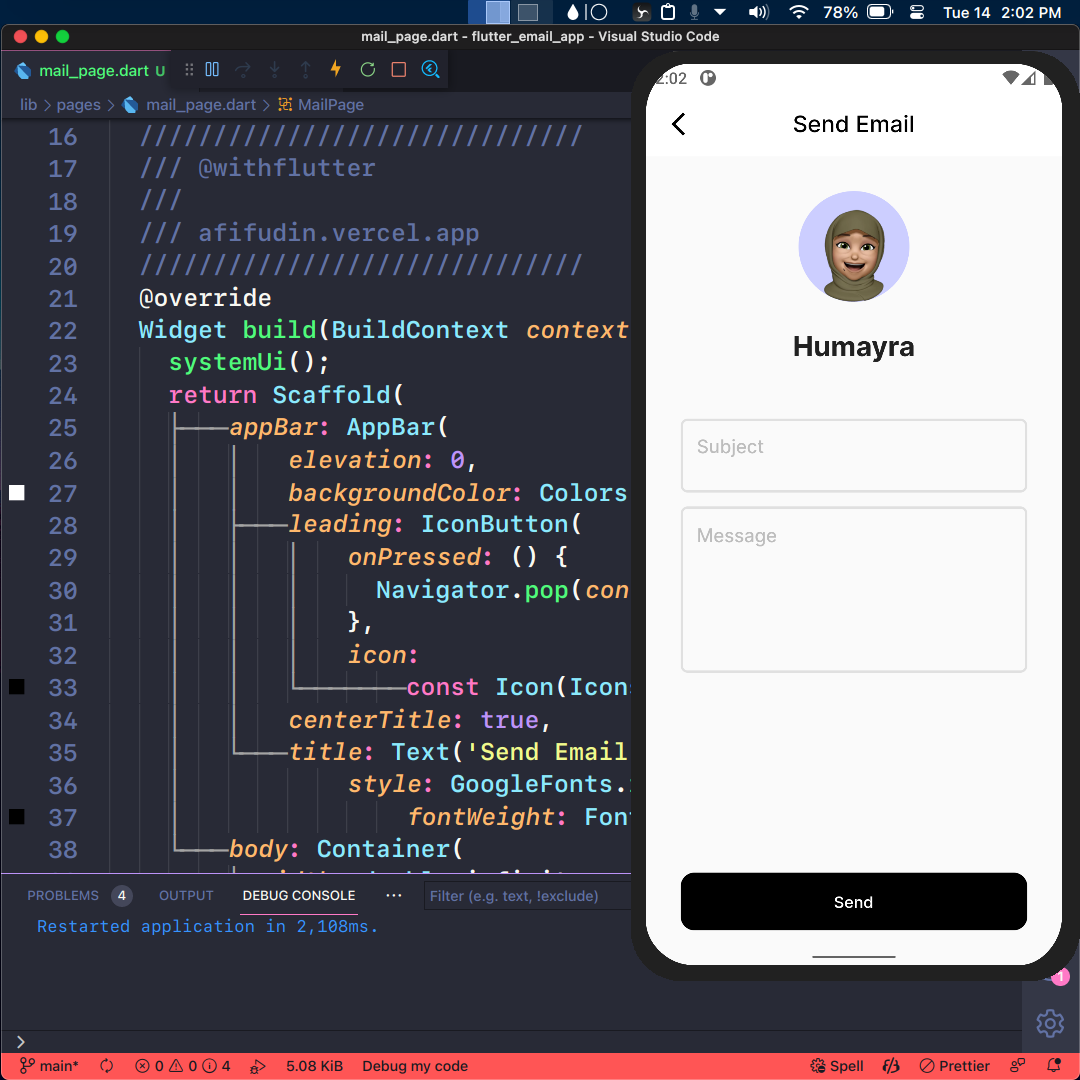 78% Tue 14 2:02 PM
mail_page.dart - flutter_email_app - Visual Studio Code
mail_page.dart U
lib > pages > mail_page.dart > MailPage
16 //////////////////////////////
17 /// @withflutter
18 ///
19 /// afifudin.vercel.app
20 //////////////////////////////
21 @override
22 Widget build(BuildContext context
23 systemUi();
24 return Scaffold(
25 appBar: AppBar(
26 elevation: 0,
27 backgroundColor: Colors
28 leading: IconButton(
29 onPressed: () {
30 Navigator.pop(con
31 },
32 icon:
33 const Icon(Icon
34 centerTitle: true,
35 title: Text('Send Email
36 style: GoogleFonts.
37 fontWeight: Fon
38 body: Container(
PROBLEMS 4 OUTPUT DEBUG CONSOLE ... Filter (e.g. text, !exclude)
Restarted application in 2,108ms.
>
main* 0 0 4 5.08 KiB Debug my code Spell Prettier
1
2:02
Send Email
Humayra
Subject
Message
Send